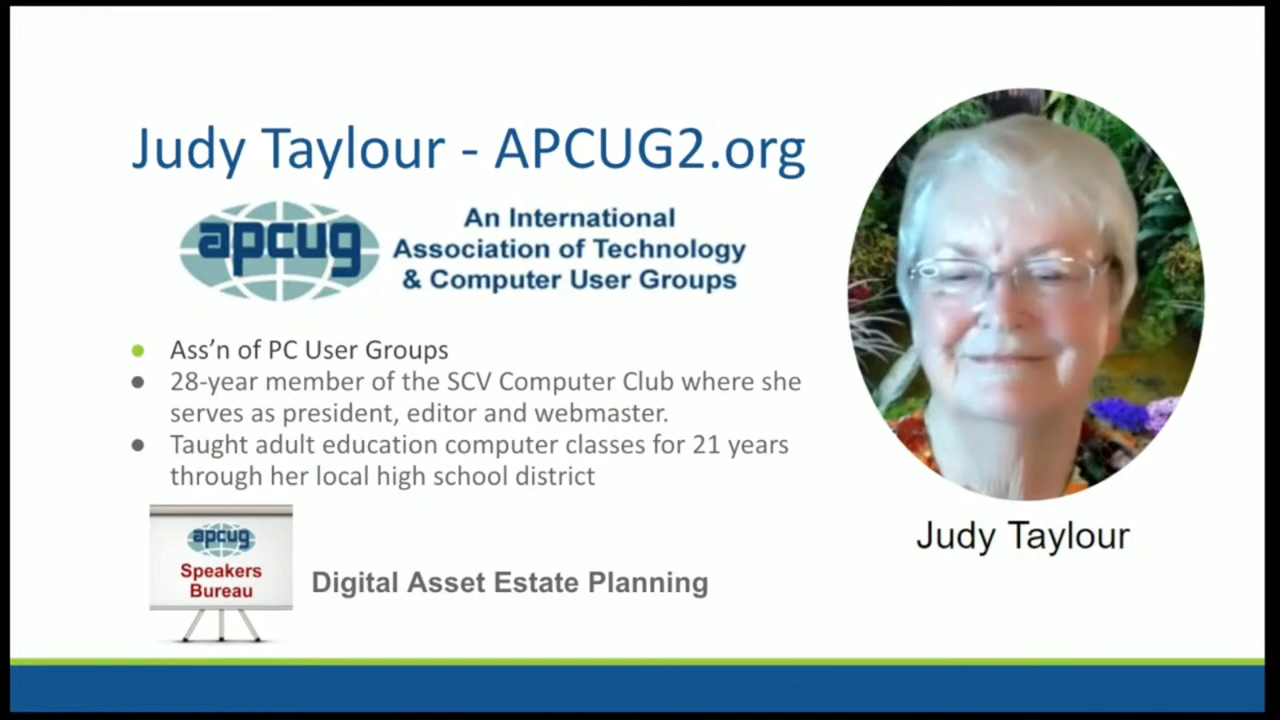 Judy Taylour - APCUG2.org
apcug
An International
Association of Technology
& Computer User Groups
Ass’n of PC User Groups
28-year member of the SCV Computer Club where she
serves as president, editor and webmaster.
Taught adult education computer classes for 21 years
through her local high school district
Judy Taylour
apcug
Speakers
Bureau
Digital Asset Estate Planning